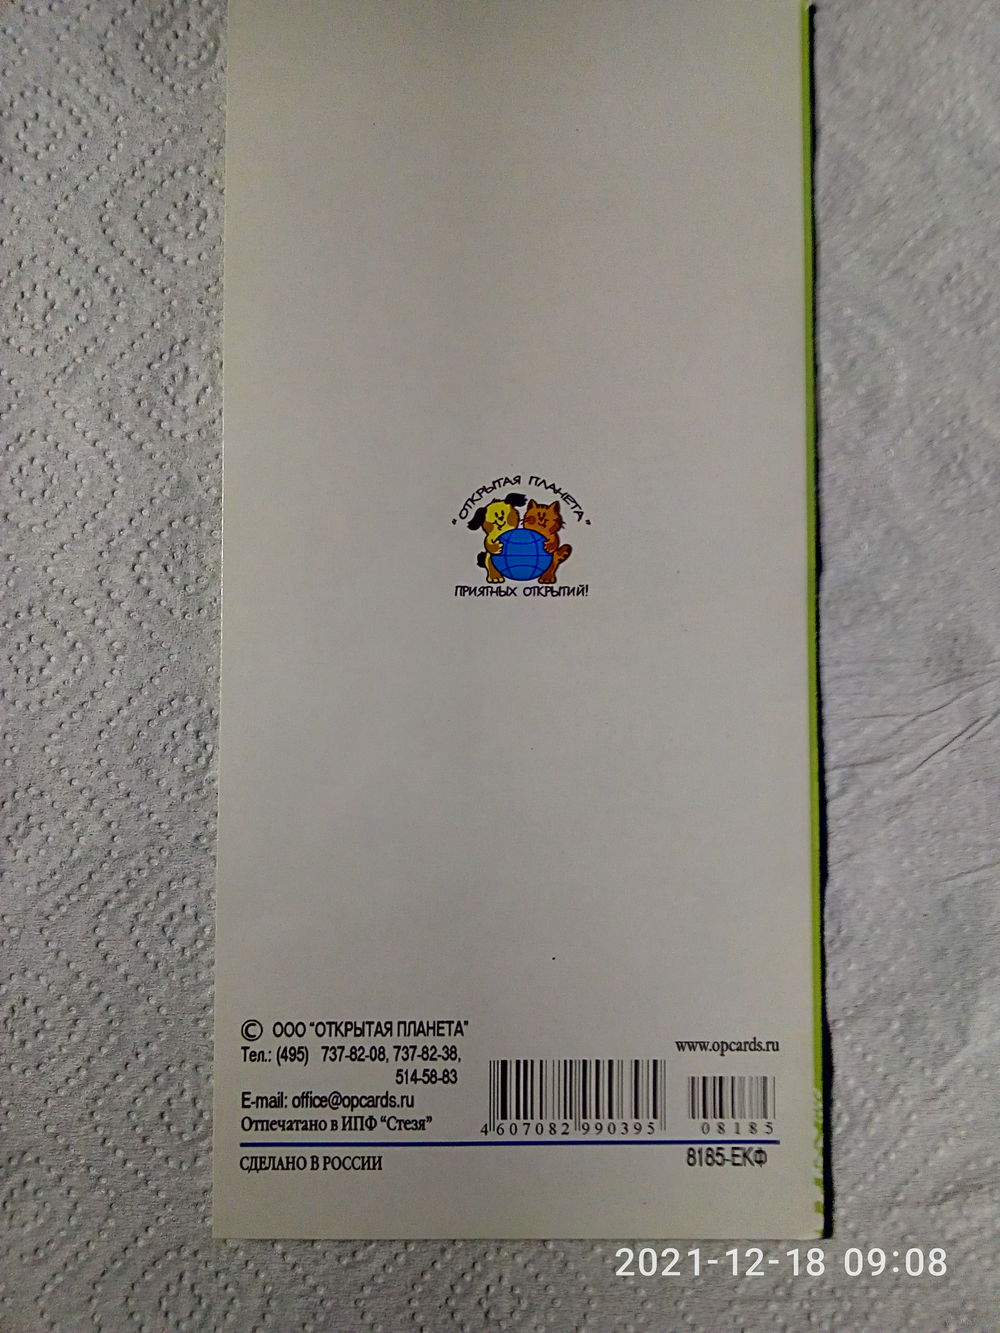 "ОТКРЫТАЯ ПЛАНЕТА"
ПРИЯТНЫХ ОТКРЫТИЙ!
© ООО "ОТКРЫТАЯ ПЛАНЕТА"
Тел.: (495) 737-82-08, 737-82-38,
514-58-83
E-mail: office@opcards.ru
Отпечатано в ИПФ "Стезя"
www.opcards.ru
4 607082 990395
08185
СДЕЛАНО В РОССИИ
8185-ЕКФ
2021-12-18 09:08